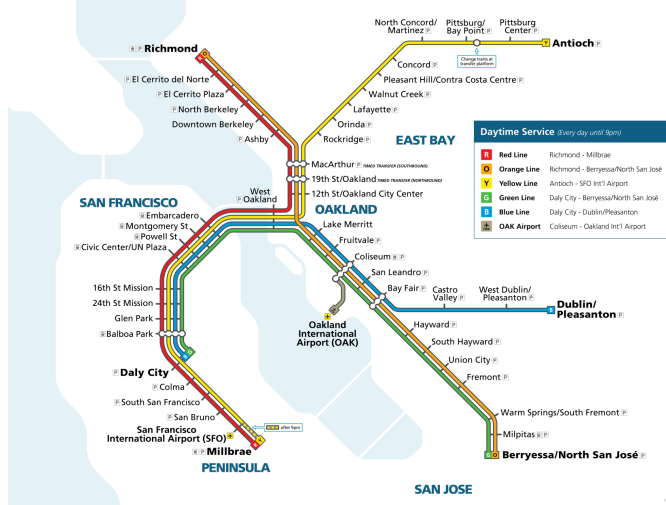 North Concord/
Martinez P
Pittsburg/
Bay Point P
Pittsburg
Center P
Y
Antioch P
Change trains at
transfer platform
Richmond
P
R
O
Concord P
P El Cerrito del Norte
Pleasant Hill/Contra Costa Centre P
P El Cerrito Plaza
Walnut Creek P
P North Berkeley
Lafayette P
Downtown Berkeley
Orinda P
P Ashby
Rockridge P
EAST BAY
MacArthur P TIMED TRANSFER (SOUTHBOUND)
19th St/Oakland TIMED TRANSFER (NORTHBOUND)
12th St/Oakland City Center
West
P Oakland
SAN FRANCISCO
OAKLAND
Embarcadero
Montgomery St
Powell St
Civic Center/UN Plaza
Lake Merritt
Fruitvale P
Coliseum P
San Leandro P
Bay Fair P
Castro
Valley P
West Dublin/
Pleasanton P
B
Dublin/
Pleasanton P
16th St Mission
24th St Mission
Glen Park
Balboa Park
Oakland
International
Airport (OAK)
Hayward P
South Hayward P
Union City P
Fremont P
B
G
P Daly City
P Colma
P South San Francisco
P San Bruno
San Francisco
International Airport (SFO)
after 9pm
Y
R
P Millbrae
PENINSULA
Warm Springs/South Fremont P
Milpitas P
G
O
Berryessa/North San José P
SAN JOSE
Daytime Service (Every day until 9pm)
R Red Line Richmond - Millbrae
O Orange Line Richmond - Berryessa/North San José
Y Yellow Line Antioch - SFO Int'l Airport
G Green Line Daly City - Berryessa/North San José
B Blue Line Daly City - Dublin/Pleasanton
OAK Airport Coliseum - Oakland Int'l Airport